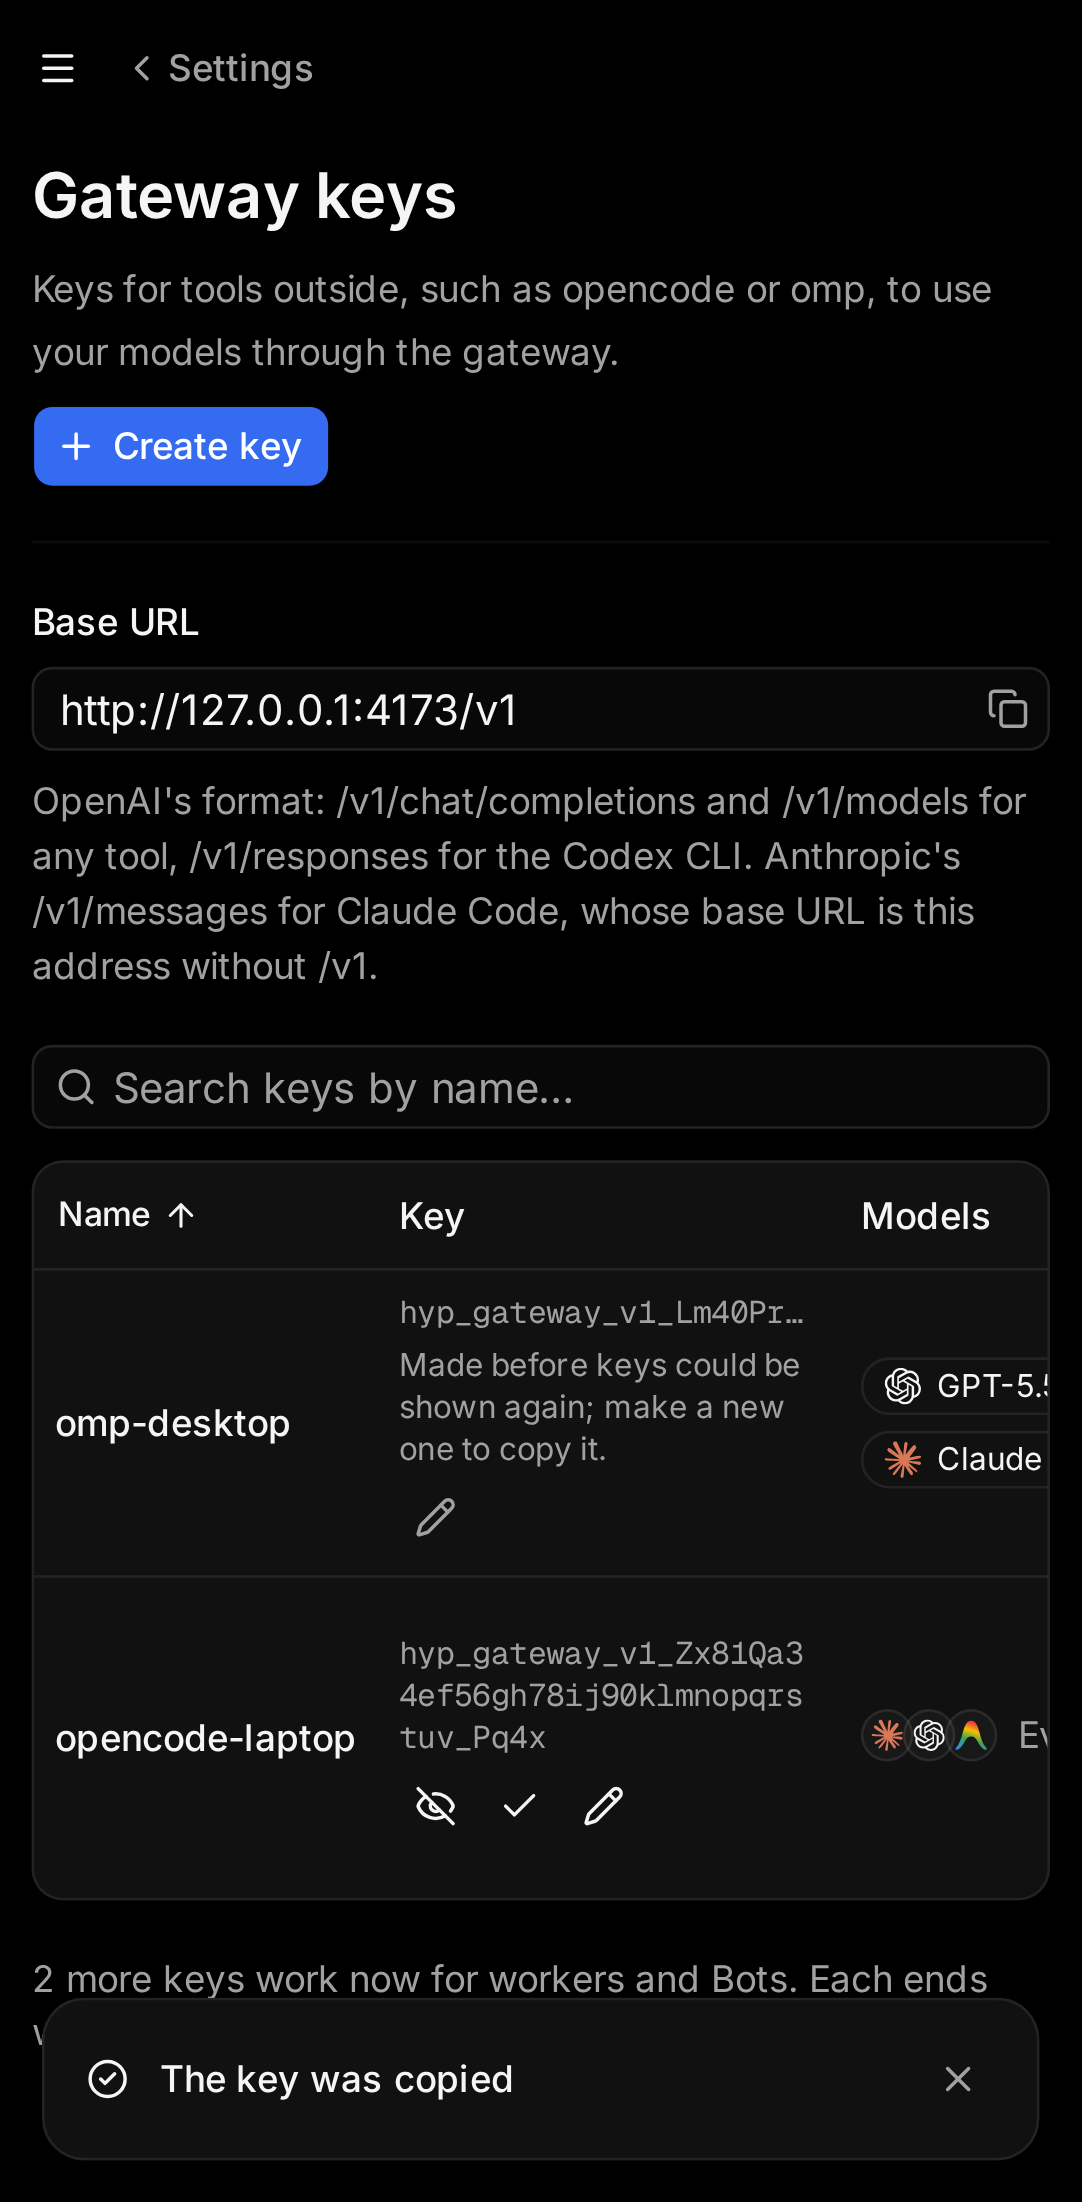 Settings
Gateway keys
Keys for tools outside, such as opencode or omp, to use
your models through the gateway.
Create key
Base URL
http://127.0.0.1:4173/v1
OpenAI's format: /v1/chat/completions and /v1/models for
any tool, /v1/responses for the Codex CLI. Anthropic's
/v1/messages for Claude Code, whose base URL is this
address without /v1.
Search keys by name...
Name Key Models
hyp_gateway_v1_Lm40Pr…
Made before keys could be
shown again; make a new
one to copy it.
omp-desktop
GPT-5.5
Claude
hyp_gateway_v1_Zx81Qa3
4ef56gh78ij90klmnopqrs
tuv_Pq4x
opencode-laptop
2 more keys work now for workers and Bots. Each ends
The key was copied